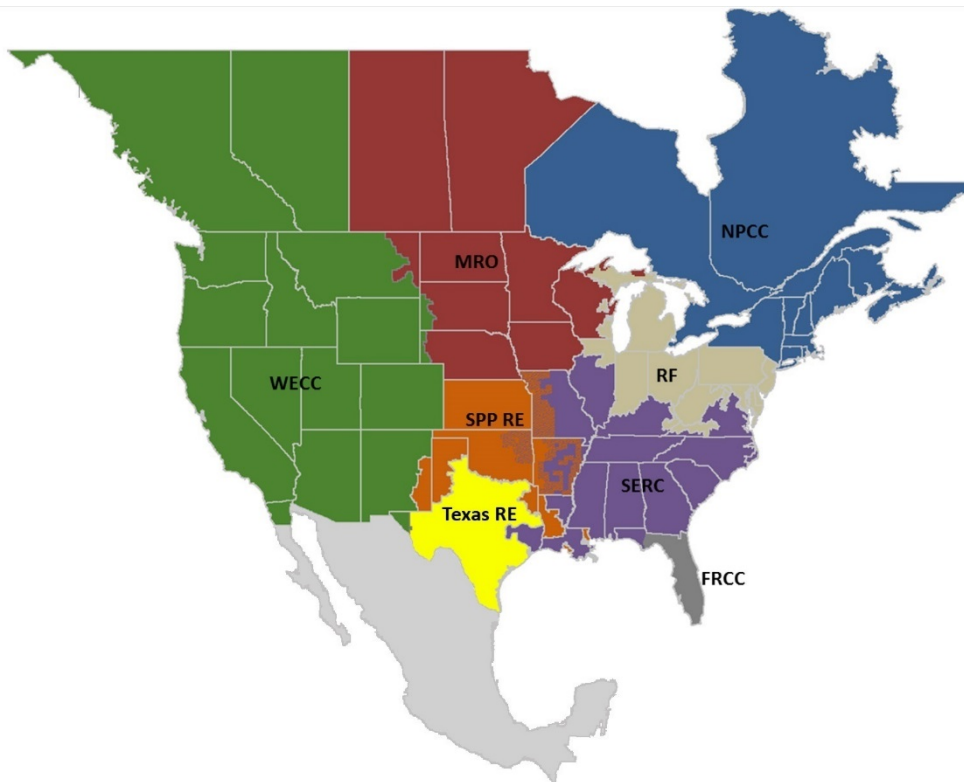 NPCC
MRO
RF
WECC
SPP RE
SERC
Texas RE
FRCC